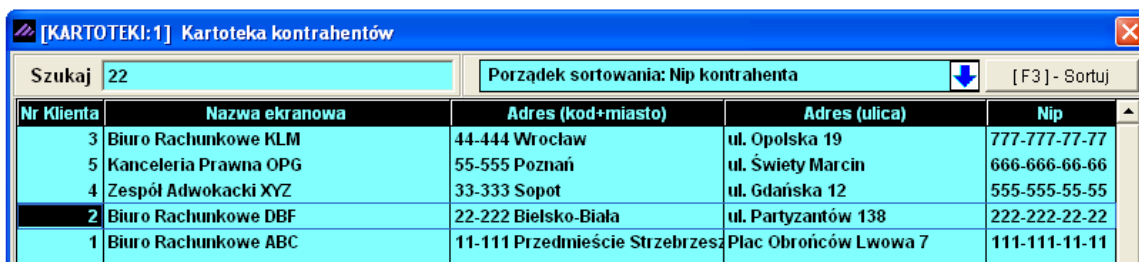 [KARTOTEKI:1] Kartoteka kontrahentów
Szukaj 22 Porządek sortowania: Nip kontrahenta [F3] - Sortuj
Nr Klienta Nazwa ekranowa Adres (kod+miasto) Adres (ulica) Nip
3 Biuro Rachunkowe KLM 44-444 Wrocław ul. Opolska 19 777-777-77-77
5 Kanceleria Prawna OPG 55-555 Poznań ul. Świety Marcin 666-666-66-66
4 Zespół Adwokacki XYZ 33-333 Sopot ul. Gdańska 12 555-555-55-55
2 Biuro Rachunkowe DBF 22-222 Bielsko-Biała ul. Partyzantów 138 222-222-22-22
1 Biuro Rachunkowe ABC 11-111 Przedmieście Strzebrzesz Plac Obrońców Lwowa 7 111-111-11-11